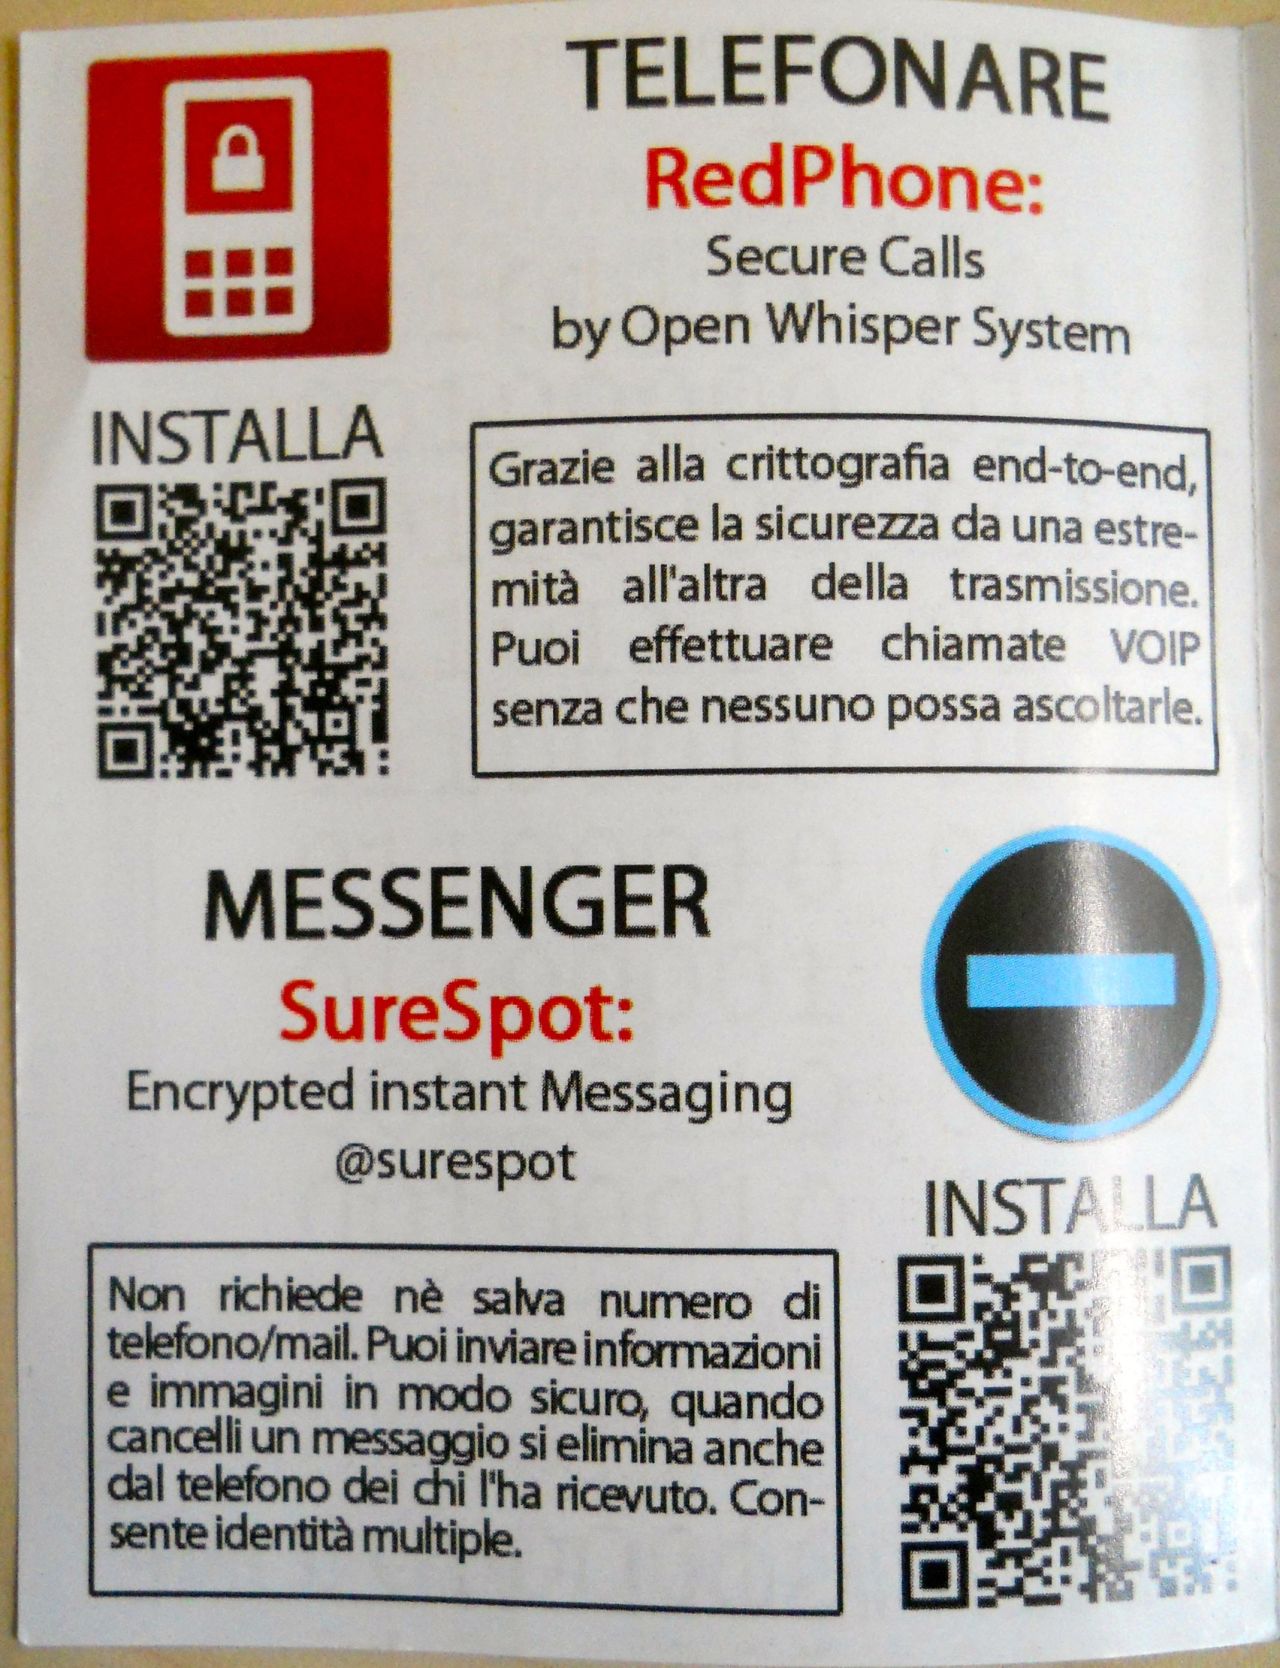 TELEFONARE
RedPhone:
Secure Calls
by Open Whisper System
INSTALLA
Grazie alla crittografia end-to-end,
garantisce la sicurezza da una estre-
mità all'altra della trasmissione.
Puoi effettuare chiamate VOIP
senza che nessuno possa ascoltarle.
MESSENGER
SureSpot:
Encrypted instant Messaging
@surespot
INSTALLA
Non richiede nè salva numero di
telefono/mail. Puoi inviare informazioni
e immagini in modo sicuro, quando
cancelli un messaggio si elimina anche
dal telefono dei chi l'ha ricevuto. Con-
sente identità multiple.